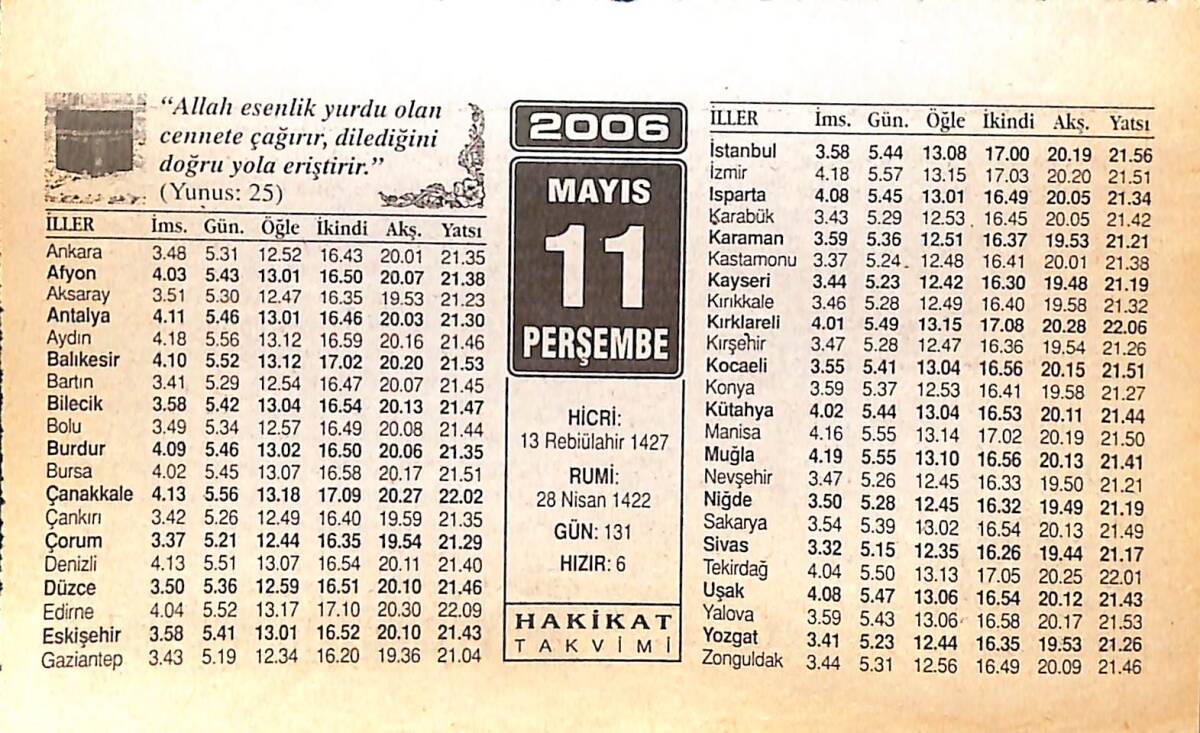 “Allah esenlik yurdu olan
cennete çağırır, dilediğini
doğru yola eriştirir.”
(Yunus: 25)
İLLER İms. Gün. Öğle İkindi Akş. Yatsı
Ankara 3.48 5.31 12.52 16.43 20.01 21.35
Afyon 4.03 5.43 13.01 16.50 20.07 21.38
Aksaray 3.51 5.30 12.47 16.35 19.53 21.23
Antalya 4.11 5.46 13.01 16.46 20.03 21.30
Aydın 4.18 5.56 13.12 16.59 20.16 21.46
Balıkesir 4.10 5.52 13.12 17.02 20.20 21.53
Bartın 3.41 5.29 12.54 16.47 20.07 21.45
Bilecik 3.58 5.42 13.04 16.54 20.13 21.47
Bolu 3.49 5.34 12.57 16.49 20.08 21.44
Burdur 4.09 5.46 13.02 16.50 20.06 21.35
Bursa 4.02 5.45 13.07 16.58 20.17 21.51
Çanakkale 4.13 5.56 13.18 17.09 20.27 22.02
Çankırı 3.42 5.26 12.49 16.40 19.59 21.35
Çorum 3.37 5.21 12.44 16.35 19.54 21.29
Denizli 4.13 5.51 13.07 16.54 20.11 21.40
Düzce 3.50 5.36 12.59 16.51 20.10 21.46
Edirne 4.04 5.52 13.17 17.10 20.30 22.09
Eskişehir 3.58 5.41 13.01 16.52 20.10 21.43
Gaziantep 3.43 5.19 12.34 16.20 19.36 21.04
2006
MAYIS
11
PERŞEMBE
HİCRİ:
13 Rebiülahir 1427
RUMİ:
28 Nisan 1422
GÜN: 131
HIZIR: 6
HAKİKAT
TAKVİMİ
İLLER İms. Gün. Öğle İkindi Akş. Yatsı
İstanbul 3.58 5.44 13.08 17.00 20.19 21.56
İzmir 4.18 5.57 13.15 17.03 20.20 21.51
Isparta 4.08 5.45 13.01 16.49 20.05 21.34
Karabük 3.43 5.29 12.53 16.45 20.05 21.42
Karaman 3.59 5.36 12.51 16.37 19.53 21.21
Kastamonu 3.37 5.24 12.48 16.41 20.01 21.38
Kayseri 3.44 5.23 12.42 16.30 19.48 21.19
Kırıkkale 3.46 5.28 12.49 16.40 19.58 21.32
Kırklareli 4.01 5.49 13.15 17.08 20.28 22.06
Kırşehir 3.47 5.28 12.47 16.36 19.54 21.26
Kocaeli 3.55 5.41 13.04 16.56 20.15 21.51
Konya 3.59 5.37 12.53 16.41 19.58 21.27
Kütahya 4.02 5.44 13.04 16.53 20.11 21.44
Manisa 4.16 5.55 13.14 17.02 20.19 21.50
Muğla 4.19 5.55 13.10 16.56 20.13 21.41
Nevşehir 3.47 5.26 12.45 16.33 19.50 21.21
Niğde 3.50 5.28 12.45 16.32 19.49 21.19
Sakarya 3.54 5.39 13.02 16.54 20.13 21.49
Sivas 3.32 5.15 12.35 16.26 19.44 21.17
Tekirdağ 4.04 5.50 13.13 17.05 20.25 22.01
Uşak 4.08 5.47 13.06 16.54 20.12 21.43
Yalova 3.59 5.43 13.06 16.58 20.17 21.53
Yozgat 3.41 5.23 12.44 16.35 19.53 21.26
Zonguldak 3.44 5.31 12.56 16.49 20.09 21.46